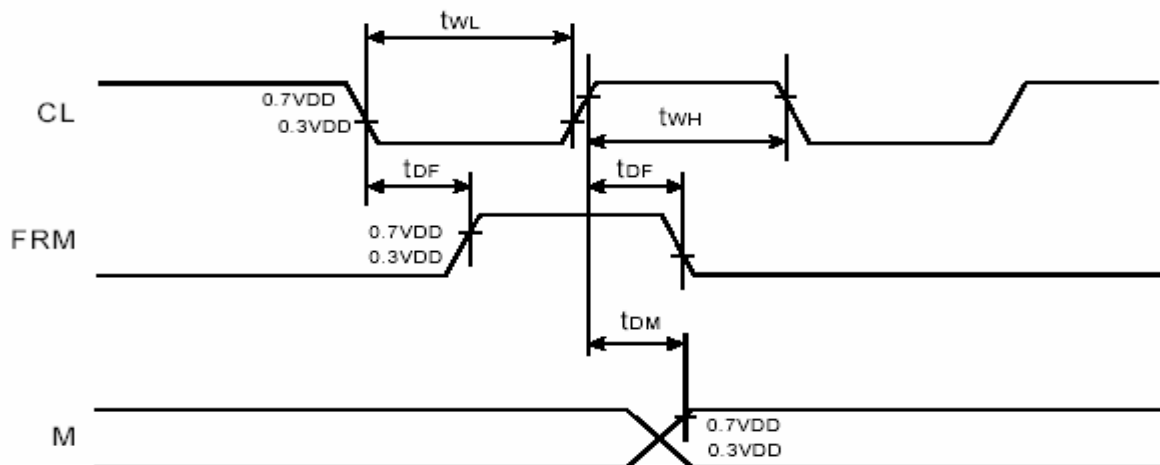 tWL
CL
0.7VDD
0.3VDD
tWH
tDF
tDF
FRM
0.7VDD
0.3VDD
tDM
M
0.7VDD
0.3VDD